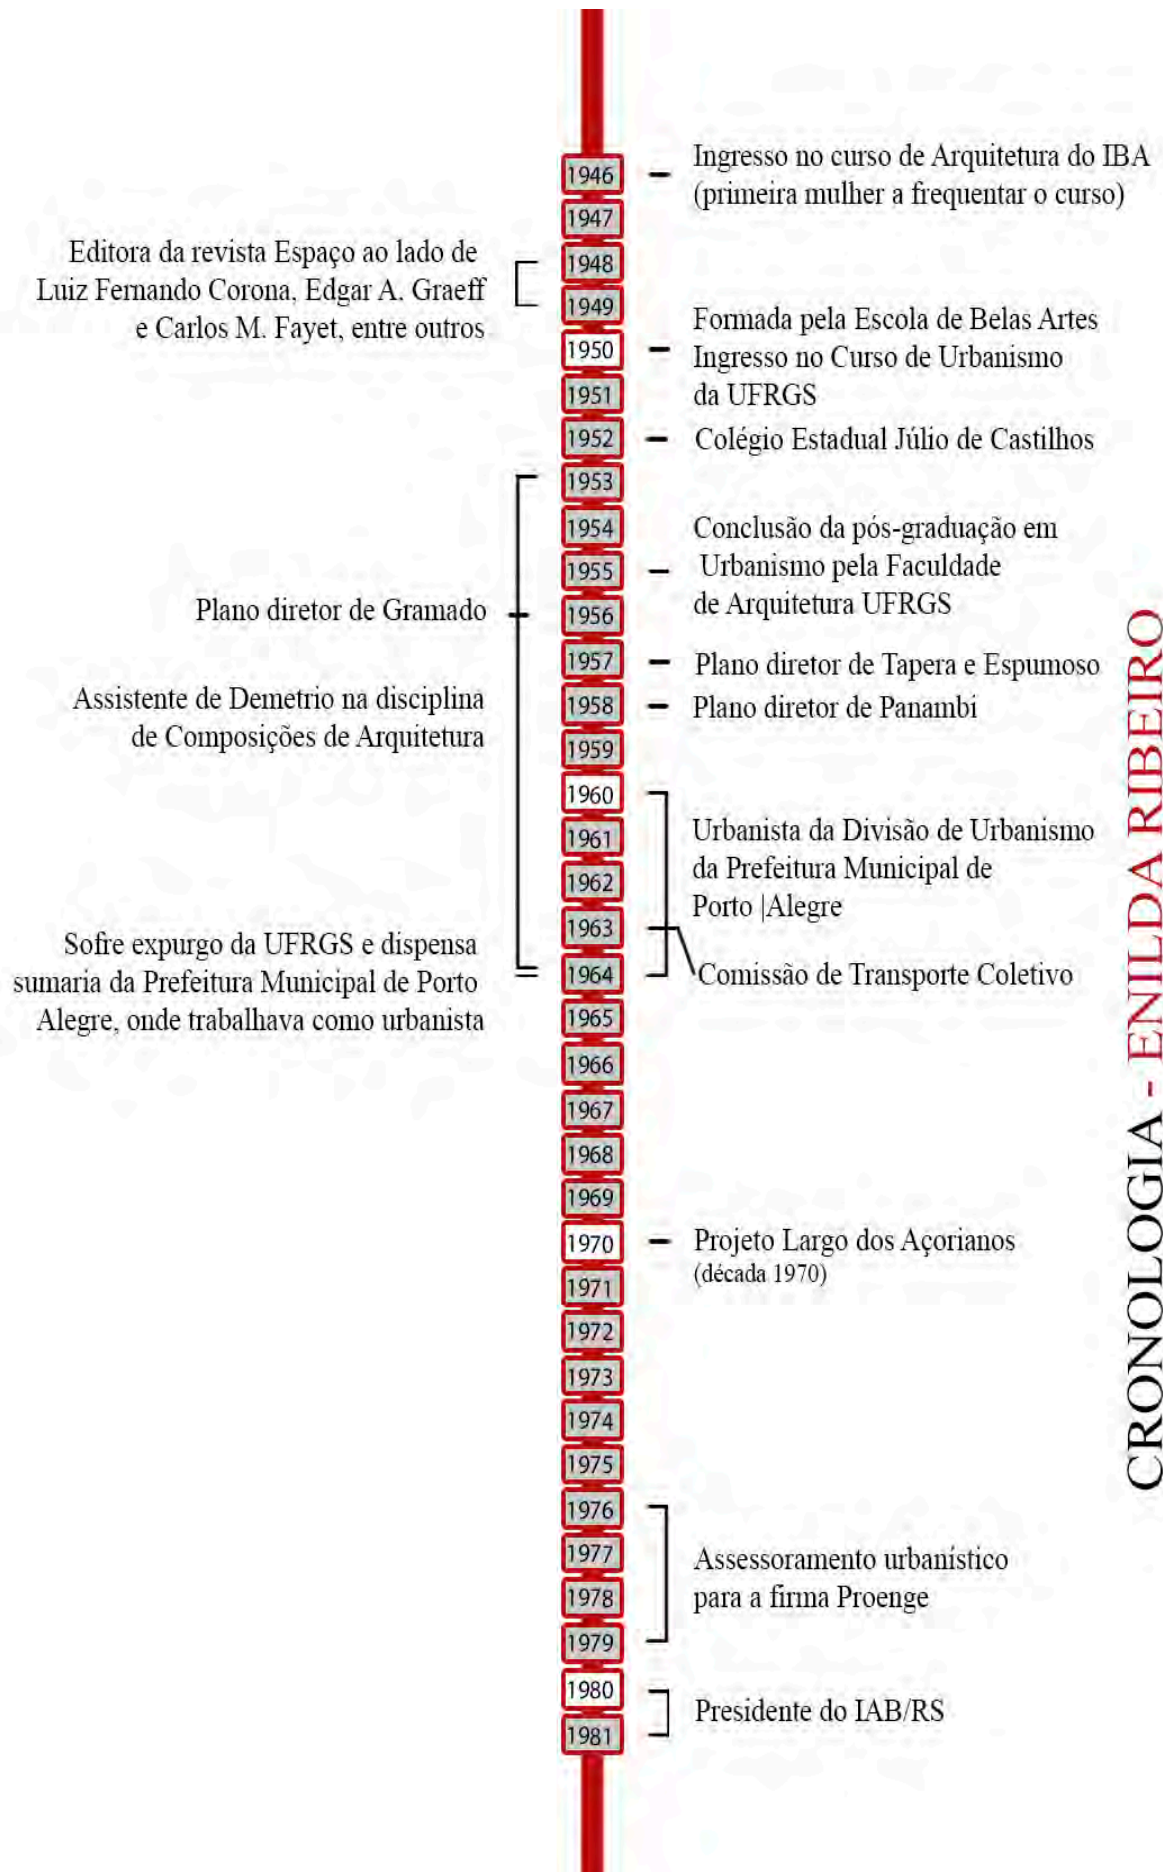 1946
Ingresso no curso de Arquitetura do IBA
(primeira mulher a frequentar o curso)
1947
Editora da revista Espaço ao lado de
Luiz Fernando Corona, Edgar A. Graeff
e Carlos M. Fayet, entre outros
1948
1949
1950
Formada pela Escola de Belas Artes
Ingresso no Curso de Urbanismo
da UFRGS
1951
1952
Colégio Estadual Júlio de Castilhos
1953
1954
1955
Conclusão da pós-graduação em
Urbanismo pela Faculdade
de Arquitetura UFRGS
Plano diretor de Gramado
1956
1957
Plano diretor de Tapera e Espumoso
Assistente de Demetrio na disciplina
de Composições de Arquitetura
1958
Plano diretor de Panambi
1959
1960
1961
1962
Urbanista da Divisão de Urbanismo
da Prefeitura Municipal de
Porto |Alegre
1963
Sofre expurgo da UFRGS e dispensa
sumaria da Prefeitura Municipal de Porto
Alegre, onde trabalhava como urbanista
1964
Comissão de Transporte Coletivo
1965
1966
1967
1968
1969
1970
Projeto Largo dos Açorianos
(década 1970)
1971
1972
1973
1974
1975
1976
1977
1978
1979
Assessoramento urbanístico
para a firma Proenge
1980
1981
Presidente do IAB/RS
CRONOLOGIA - ENILDA RIBEIRO